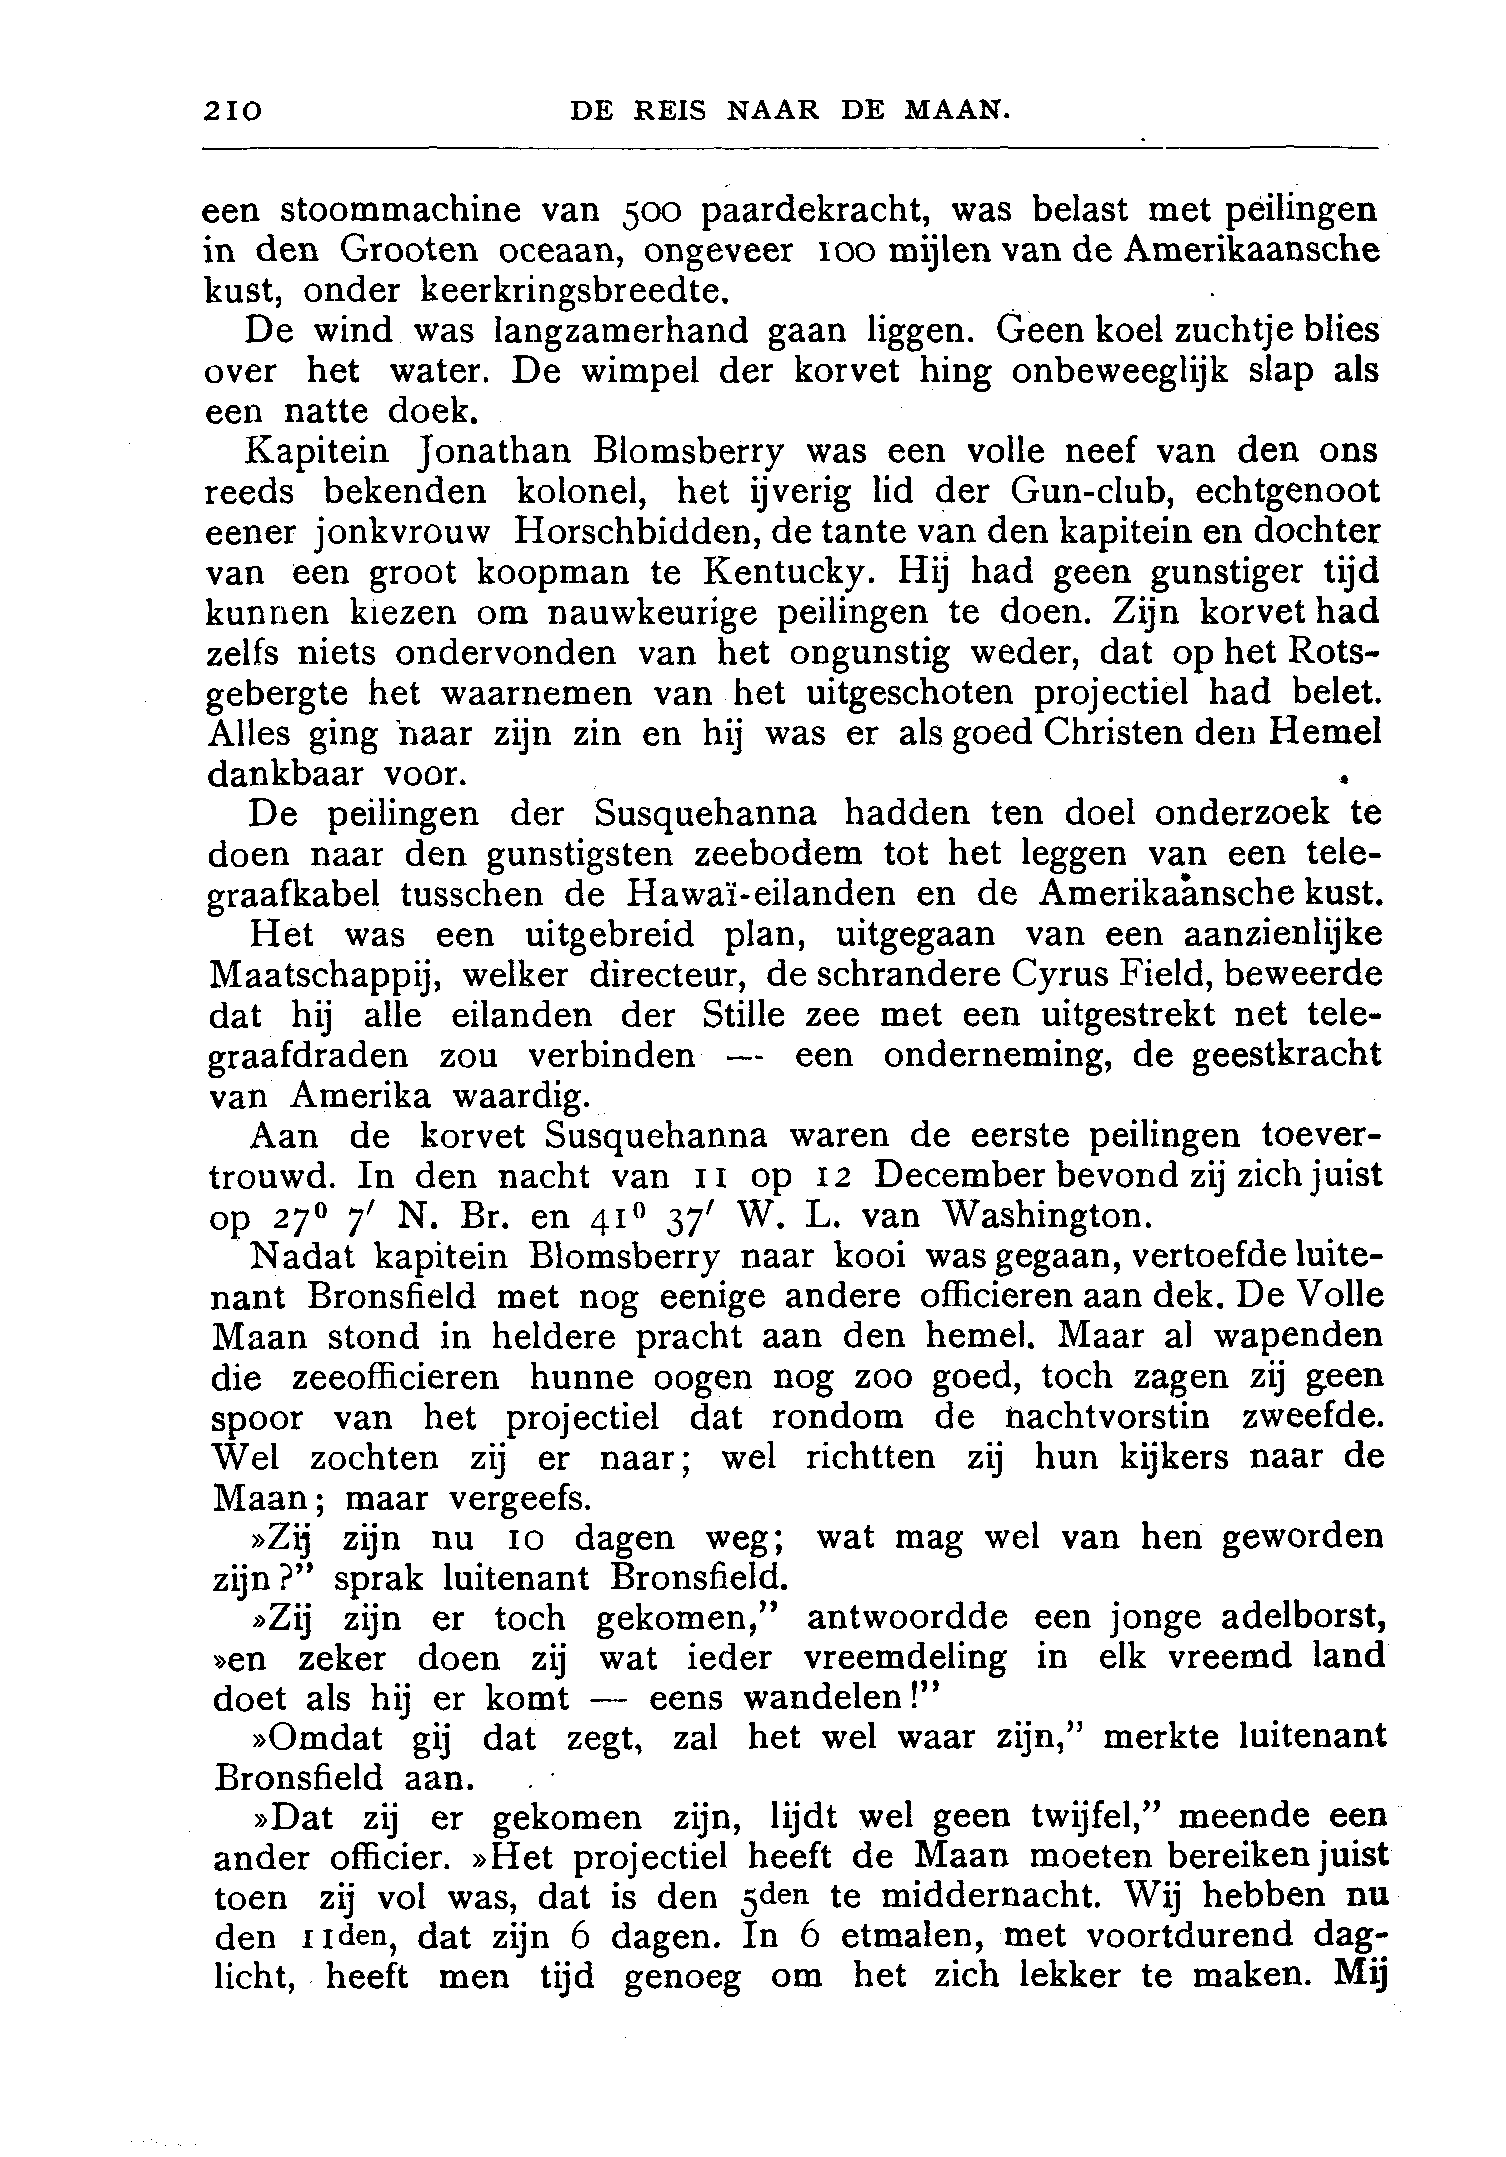 210 DE REIS NAAR DE MAAN.
een stoommachine van 500 paardekracht, was belast met peilingen
in den Grooten oceaan, ongeveer 100 mijlen van de Amerikaansche
kust, onder keerkringsbreedte.
De wind was langzamerhand gaan liggen. Geen koel zuchtje blies
over het water. De wimpel der korvet hing onbeweeglijk slap als
een natte doek.
Kapitein Jonathan Blomsberry was een volle neef van den ons
reeds bekenden kolonel, het ijverig lid der Gun-club, echtgenoot
eener jonkvrouw Horschbidden, de tante van den kapitein en dochter
van een groot koopman te Kentucky. Hij had geen gunstiger tijd
kunnen kiezen om nauwkeurige peilingen te doen. Zijn korvet had
zelfs niets ondervonden van het ongunstig weder, dat op het Rots-
gebergte het waarnemen van het uitgeschoten projectiel had belet.
Alles ging naar zijn zin en hij was er als goed Christen den Hemel
dankbaar voor.
De peilingen der Susquehanna hadden ten doel onderzoek te
doen naar den gunstigsten zeebodem tot het leggen van een tele-
graafkabel tusschen de Hawaï-eilanden en de Amerikaansche kust.
Het was een uitgebreid plan, uitgegaan van een aanzienlijke
Maatschappij, welker directeur, de schrandere Cyrus Field, beweerde
dat hij alle eilanden der Stille zee met een uitgestrekt net tele-
graafdraden zou verbinden — een onderneming, de geestkracht
van Amerika waardig.
Aan de korvet Susquehanna waren de eerste peilingen toever-
trouwd. In den nacht van 11 op 12 December bevond zij zich juist
op 27⁰ 7′ N. Br. en 41⁰ 37′ W. L. van Washington.
Nadat kapitein Blomsberry naar kooi was gegaan, vertoefde luite-
nant Bronsfield met nog eenige andere officieren aan dek. De Volle
Maan stond in heldere pracht aan den hemel. Maar al wapenden
die zeeofficieren hunne oogen nog zoo goed, toch zagen zij geen
spoor van het projectiel dat rondom de nachtvorstin zweefde.
Wel zochten zij er naar; wel richtten zij hun kijkers naar de
Maan; maar vergeefs.
»Zij zijn nu 10 dagen weg; wat mag wel van hen geworden
zijn?” sprak luitenant Bronsfield.
»Zij zijn er toch gekomen,” antwoordde een jonge adelborst,
»en zeker doen zij wat ieder vreemdeling in elk vreemd land
doet als hij er komt — eens wandelen!”
»Omdat gij dat zegt, zal het wel waar zijn,” merkte luitenant
Bronsfield aan.
»Dat zij er gekomen zijn, lijdt wel geen twijfel,” meende een
ander officier. »Het projectiel heeft de Maan moeten bereiken juist
toen zij vol was, dat is den 5den te middernacht. Wij hebben nu
den 11den, dat zijn 6 dagen. In 6 etmalen, met voortdurend dag-
licht, heeft men tijd genoeg om het zich lekker te maken. Mij